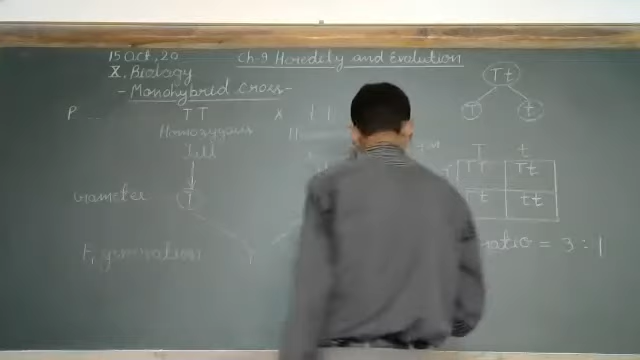 15 Oct, 20
Ch.9 Heredity and Evolution
X. Biology
- Monohybrid Cross -
P ... TT x
Homozygous
Tall
Gameter T
F₁ generation
Tt
T t
T t
TT Tt
Tt tt
ratio = 3 : 1